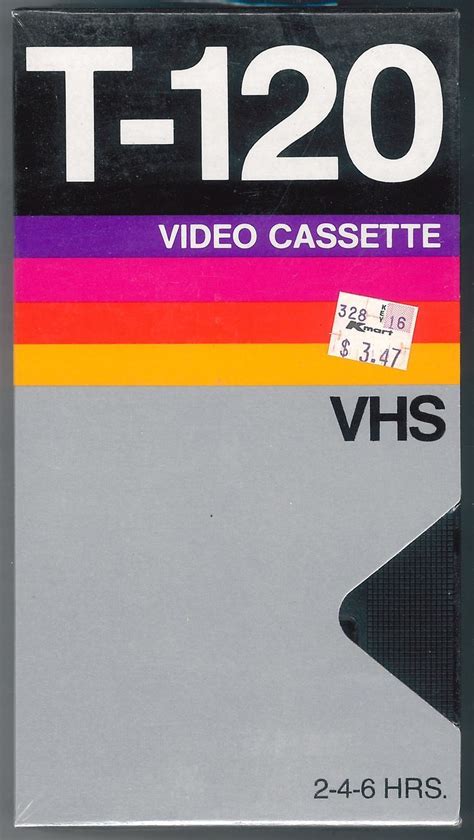 T-120
VIDEO CASSETTE
328 KEY 16
Kmart
$ 3.47
VHS
2-4-6 HRS.